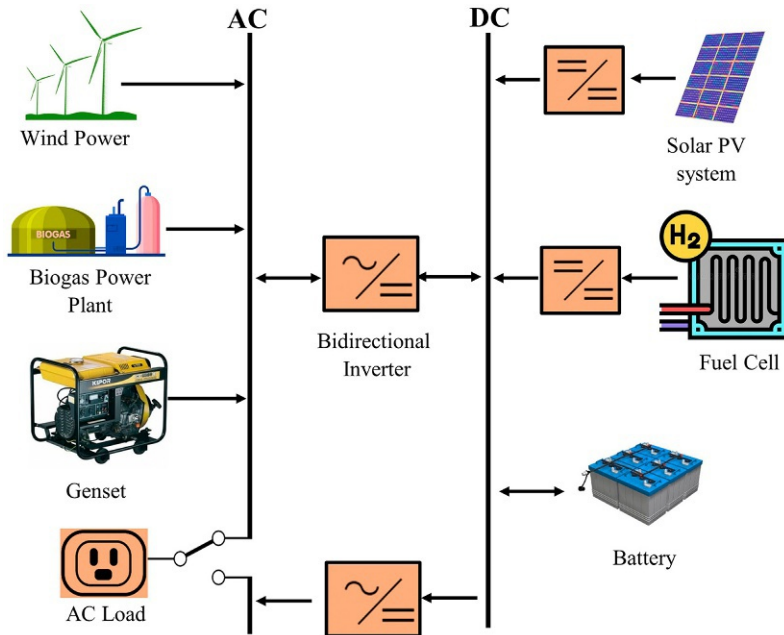 AC
DC
Wind Power
Solar PV
system
BIOGAS
Biogas Power
Plant
H2
Bidirectional
Inverter
Fuel Cell
KIPOR
Genset
Battery
AC Load